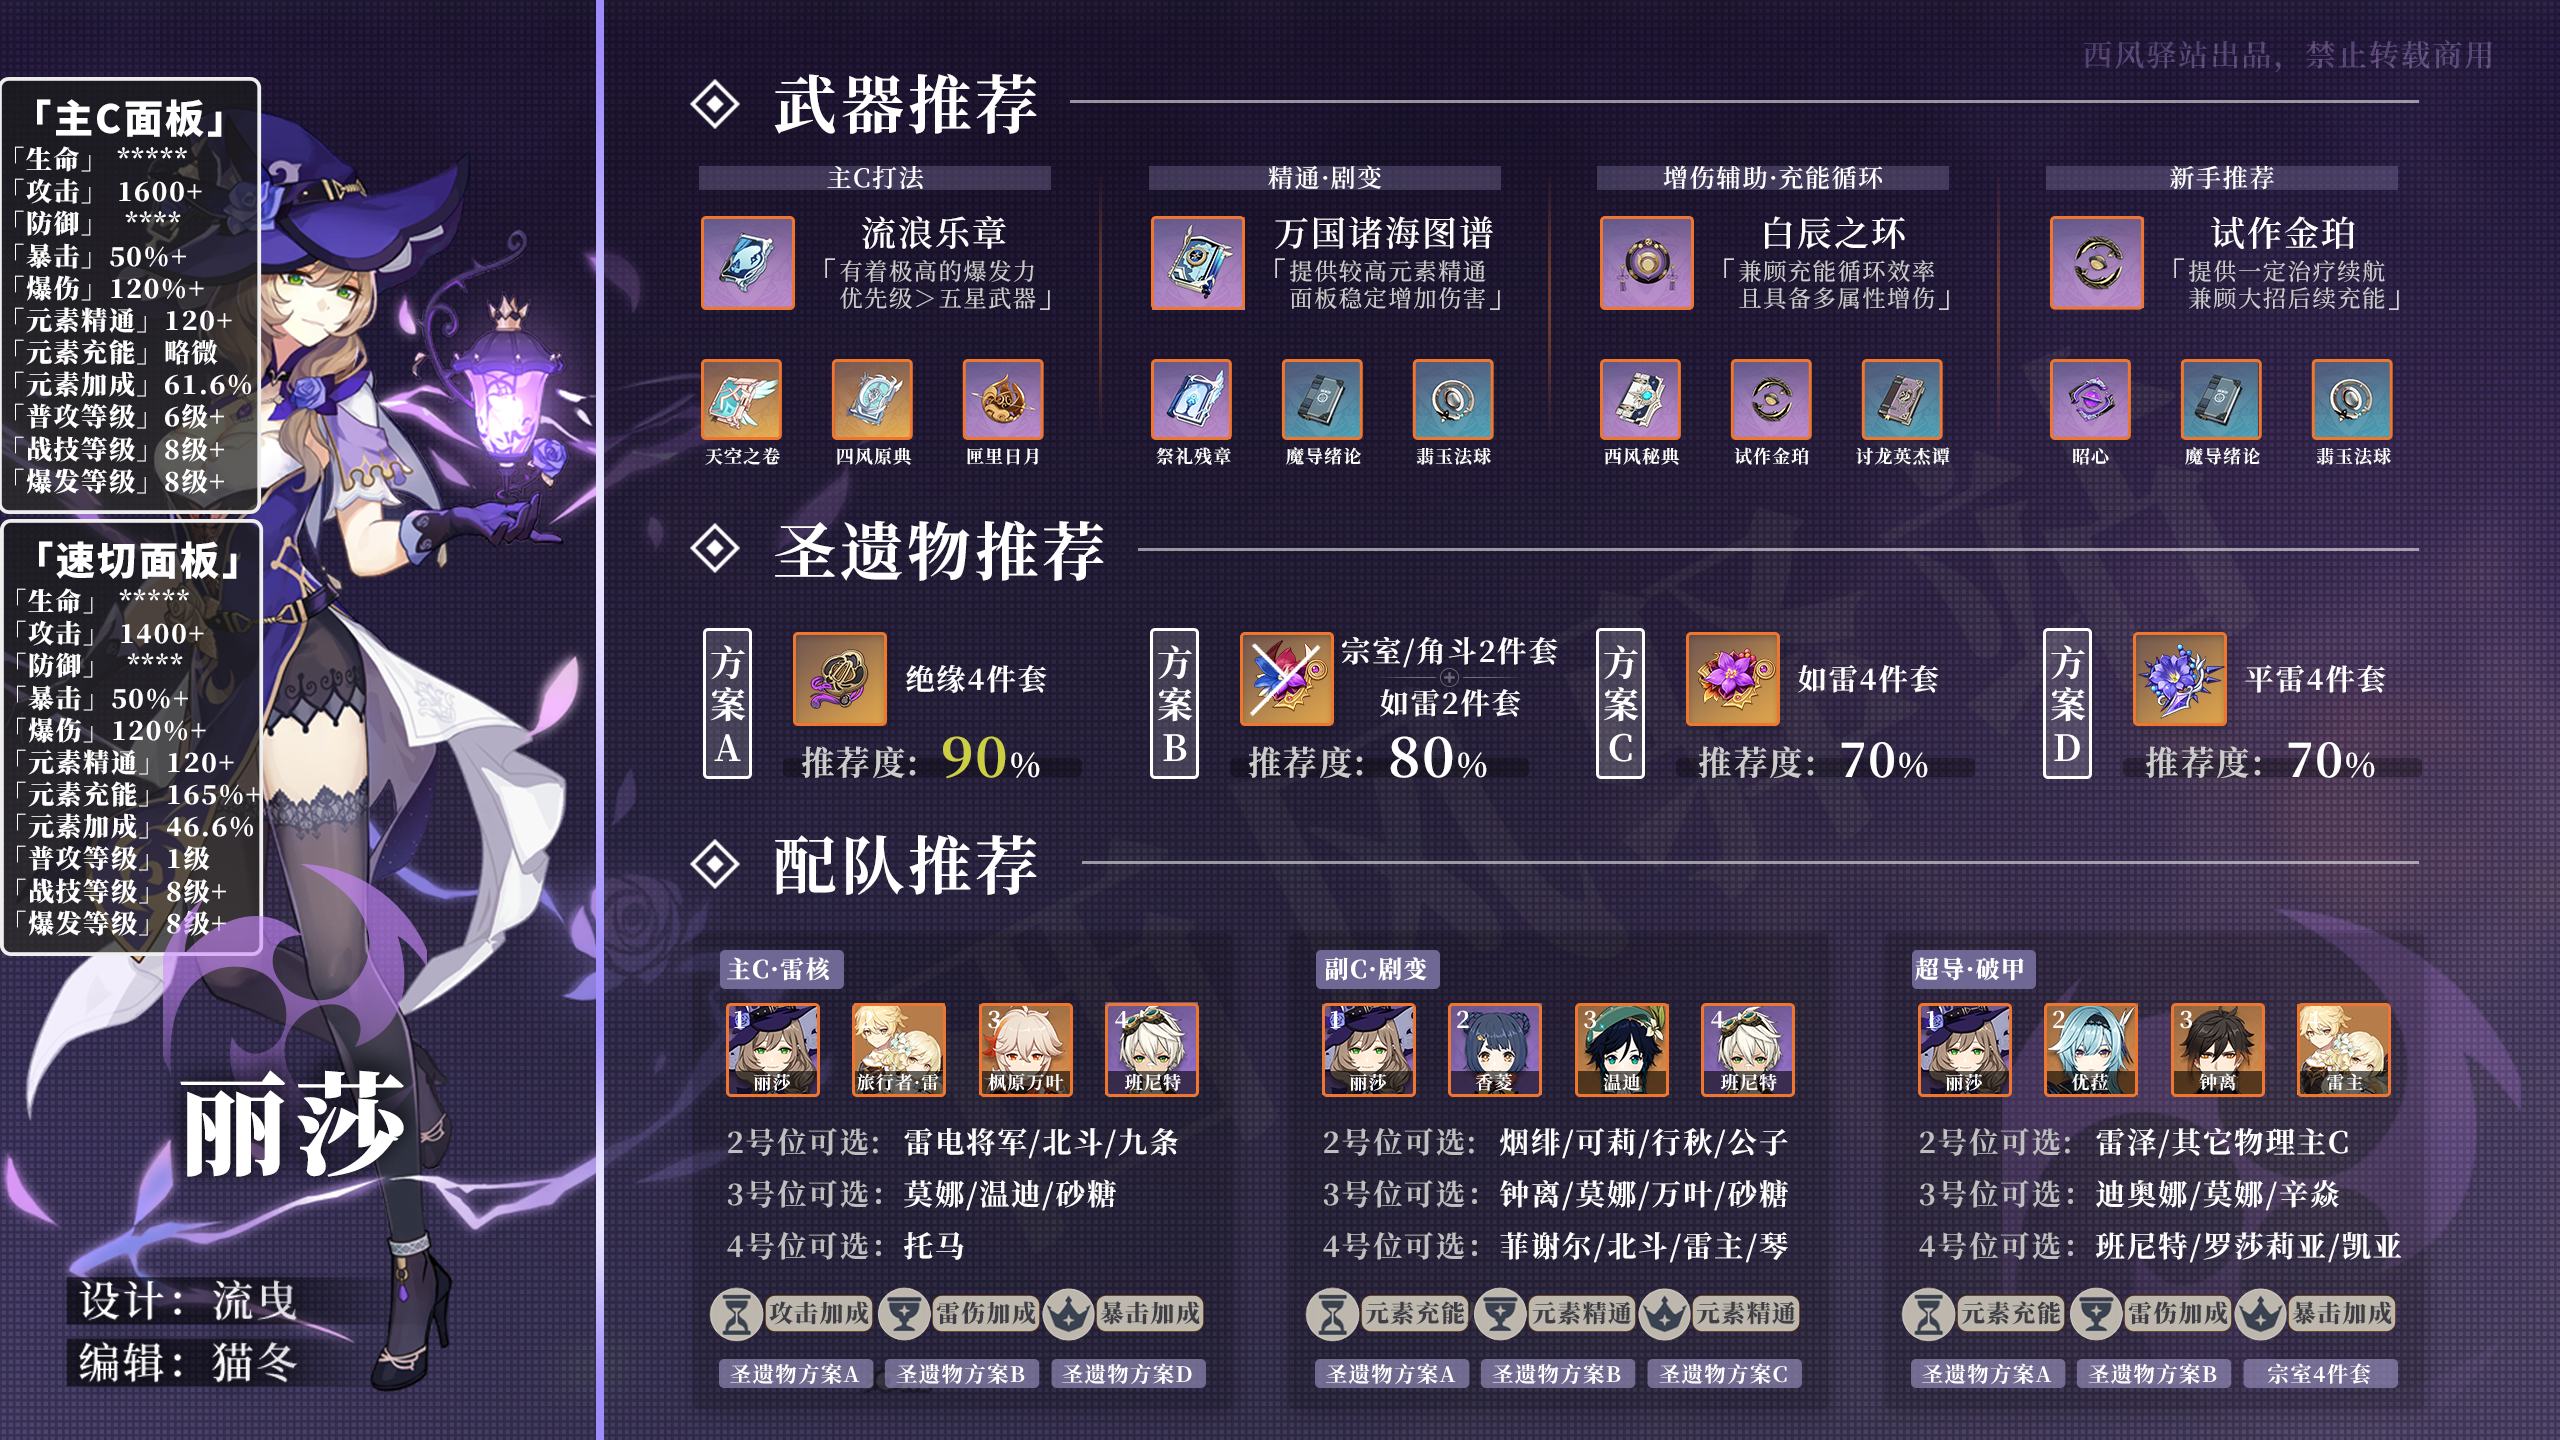 西风驿站出品，禁止转载商用
「主C面板」
「生命」 *****
「攻击」 1600+
「防御」 ****
「暴击」50%+
「爆伤」120%+
「元素精通」120+
「元素充能」略微
「元素加成」61.6%
「普攻等级」6级+
「战技等级」8级+
「爆发等级」8级+
「速切面板」
「生命」 *****
「攻击」 1400+
「防御」 ****
「暴击」50%+
「爆伤」120%+
「元素精通」120+
「元素充能」165%+
「元素加成」46.6%
「普攻等级」1级
「战技等级」8级+
「爆发等级」8级+
丽莎
设计：流曳
编辑：猫冬
武器推荐
主C打法
流浪乐章
「有着极高的爆发力
优先级＞五星武器」
天空之卷 四风原典 匣里日月
精通·剧变
万国诸海图谱
「提供较高元素精通
面板稳定增加伤害」
祭礼残章 魔导绪论 翡玉法球
增伤辅助·充能循环
白辰之环
「兼顾充能循环效率
且具备多属性增伤」
西风秘典 试作金珀 讨龙英杰谭
新手推荐
试作金珀
「提供一定治疗续航
兼顾大招后续充能」
昭心 魔导绪论 翡玉法球
圣遗物推荐
方案A
绝缘4件套
推荐度：90%
方案B
宗室/角斗2件套
如雷2件套
推荐度：80%
方案C
如雷4件套
推荐度：70%
方案D
平雷4件套
推荐度：70%
配队推荐
主C·雷核
1 3 4
丽莎 旅行者·雷 枫原万叶 班尼特
2号位可选：雷电将军/北斗/九条
3号位可选：莫娜/温迪/砂糖
4号位可选：托马
攻击加成 雷伤加成 暴击加成
圣遗物方案A 圣遗物方案B 圣遗物方案D
副C·剧变
1 2 3 4
丽莎 香菱 温迪 班尼特
2号位可选：烟绯/可莉/行秋/公子
3号位可选：钟离/莫娜/万叶/砂糖
4号位可选：菲谢尔/北斗/雷主/琴
元素充能 元素精通 元素精通
圣遗物方案A 圣遗物方案B 圣遗物方案C
超导·破甲
1 2 3
丽莎 优菈 钟离 雷主
2号位可选：雷泽/其它物理主C
3号位可选：迪奥娜/莫娜/辛焱
4号位可选：班尼特/罗莎莉亚/凯亚
元素充能 雷伤加成 暴击加成
圣遗物方案A 圣遗物方案B 宗室4件套